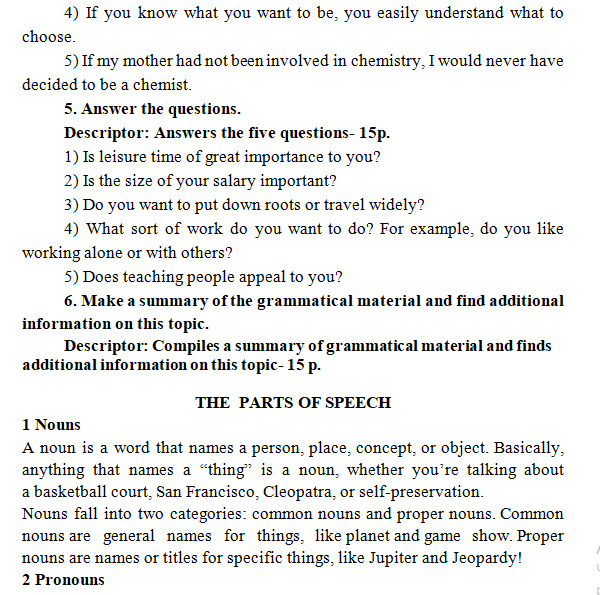 4) If you know what you want to be, you easily understand what to
choose.
5) If my mother had not been involved in chemistry, I would never have
decided to be a chemist.
5. Answer the questions.
Descriptor: Answers the five questions- 15p.
1) Is leisure time of great importance to you?
2) Is the size of your salary important?
3) Do you want to put down roots or travel widely?
4) What sort of work do you want to do? For example, do you like
working alone or with others?
5) Does teaching people appeal to you?
6. Make a summary of the grammatical material and find additional
information on this topic.
Descriptor: Compiles a summary of grammatical material and finds
additional information on this topic- 15 p.
THE PARTS OF SPEECH
1 Nouns
A noun is a word that names a person, place, concept, or object. Basically,
anything that names a “thing” is a noun, whether you’re talking about
a basketball court, San Francisco, Cleopatra, or self-preservation.
Nouns fall into two categories: common nouns and proper nouns. Common
nouns are general names for things, like planet and game show. Proper
nouns are names or titles for specific things, like Jupiter and Jeopardy!
2 Pronouns